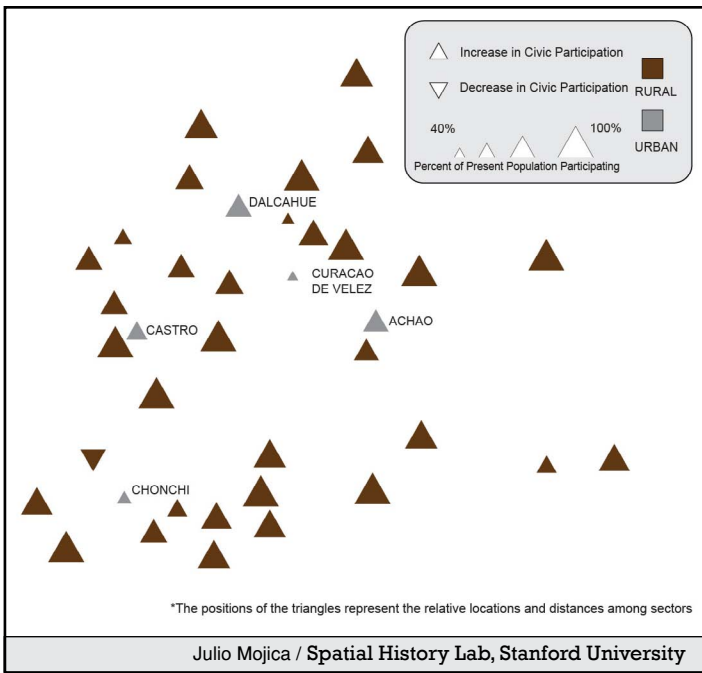 Increase in Civic Participation
Decrease in Civic Participation
RURAL
40%
100%
URBAN
Percent of Present Population Participating
DALCAHUE
CURACAO
DE VELEZ
ACHAO
CASTRO
CHONCHI
*The positions of the triangles represent the relative locations and distances among sectors
Julio Mojica / Spatial History Lab, Stanford University